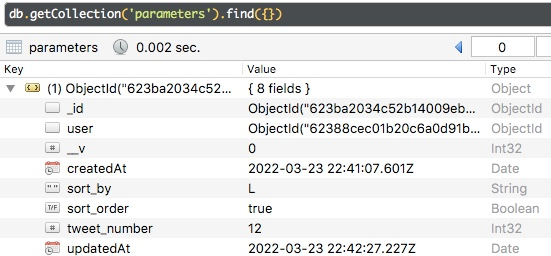 db.getCollection('parameters').find({})
parameters 0.002 sec. 0
Key Value Type
(1) ObjectId("623ba2034c52... { 8 fields } Object
_id ObjectId("623ba2034c52b14009eb... ObjectId
user ObjectId("62388cec01b20c6a0d91b... ObjectId
# __v 0 Int32
createdAt 2022-03-23 22:41:07.601Z Date
" " sort_by L String
T/F sort_order true Boolean
# tweet_number 12 Int32
updatedAt 2022-03-23 22:42:27.227Z Date